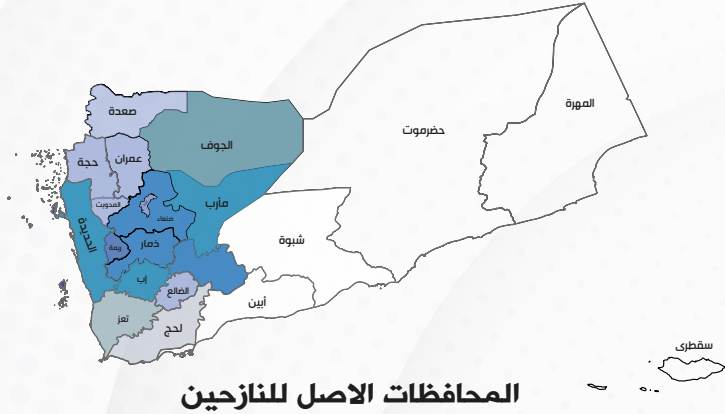 المهرة
صعدة
حضرموت
الجوف
عمران
حجة
المحويت
مأرب
صنعاء
الحديدة
شبوة
ريمة
ذمار
إب
الضالع
أبين
تعز
لحج
سقطرى
المحافظات الاصل للنازحين